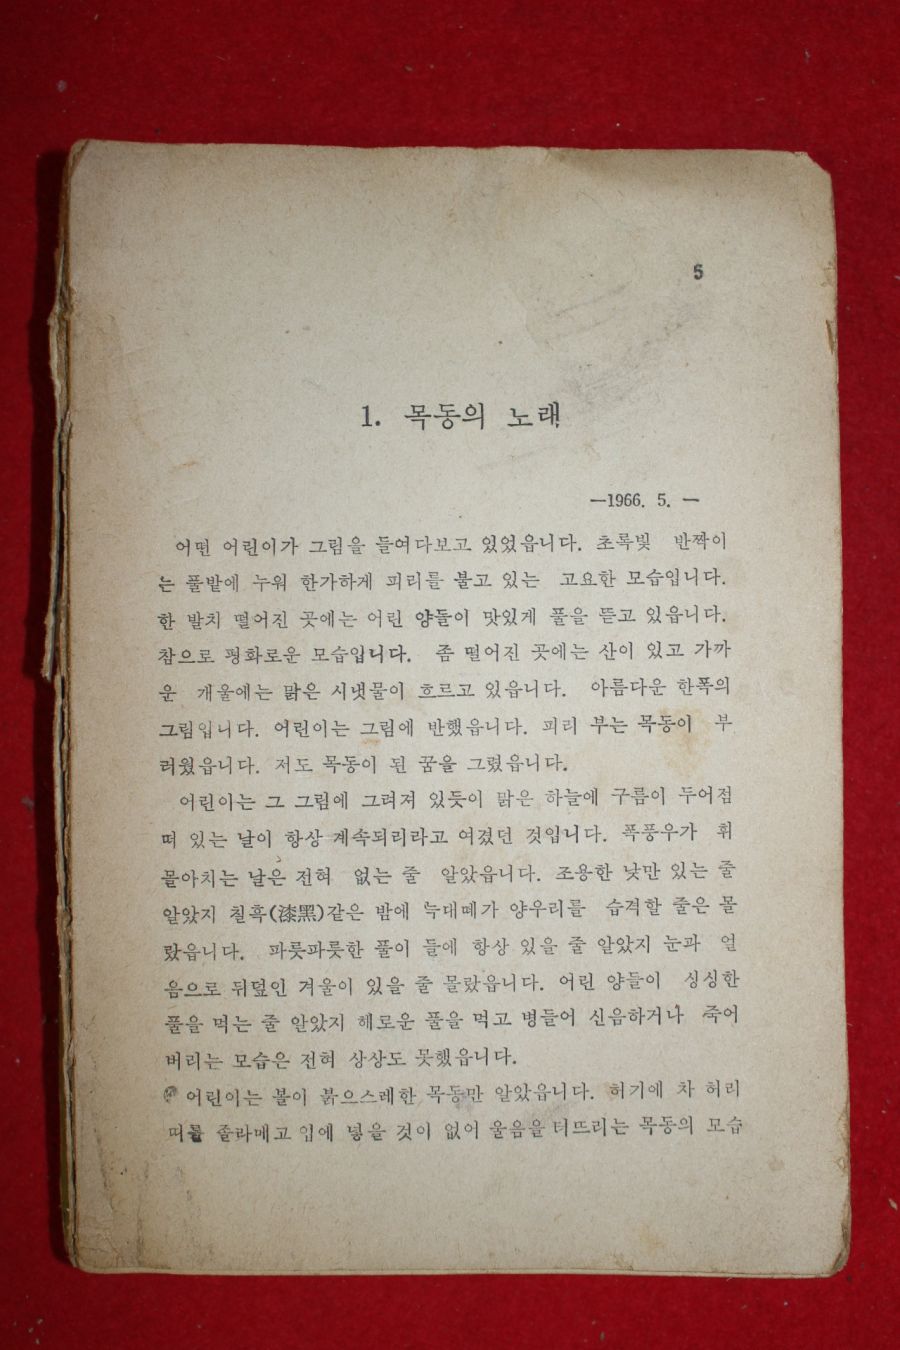 5
1. 목동의 노래
—1966. 5. —
어떤 어린이가 그림을 들여다보고 있었읍니다. 초록빛 반짝이
는 풀밭에 누워 한가하게 피리를 불고 있는 고요한 모습입니다.
한 발치 떨어진 곳에는 어린 양들이 맛있게 풀을 뜯고 있읍니다.
참으로 평화로운 모습입니다. 좀 떨어진 곳에는 산이 있고 가까
운 개울에는 맑은 시냇물이 흐르고 있읍니다. 아름다운 한폭의
그림입니다. 어린이는 그림에 반했읍니다. 피리 부는 목동이 부
러웠읍니다. 저도 목동이 된 꿈을 그렸읍니다.
어린이는 그 그림에 그려져 있듯이 맑은 하늘에 구름이 두어점
떠 있는 날이 항상 계속되리라고 여겼던 것입니다. 폭풍우가 휘
몰아치는 날은 전혀 없는 줄 알았읍니다. 조용한 낮만 있는 줄
알았지 칠흑(漆黑)같은 밤에 늑대떼가 양우리를 습격할 줄은 몰
랐읍니다. 파릇파릇한 풀이 들에 항상 있을 줄 알았지 눈과 얼
음으로 뒤덮인 겨울이 있을 줄 몰랐읍니다. 어린 양들이 싱싱한
풀을 먹는 줄 안았지 해로운 풀을 먹고 병들어 신음하거나 죽어
버리는 모습은 전혀 상상도 못했읍니다.
어린이는 볼이 붉으스레한 목동만 알았읍니다. 허기에 차 허리
띠를 졸라매고 입에 넣을 것이 없어 울음을 터뜨리는 목동의 모습